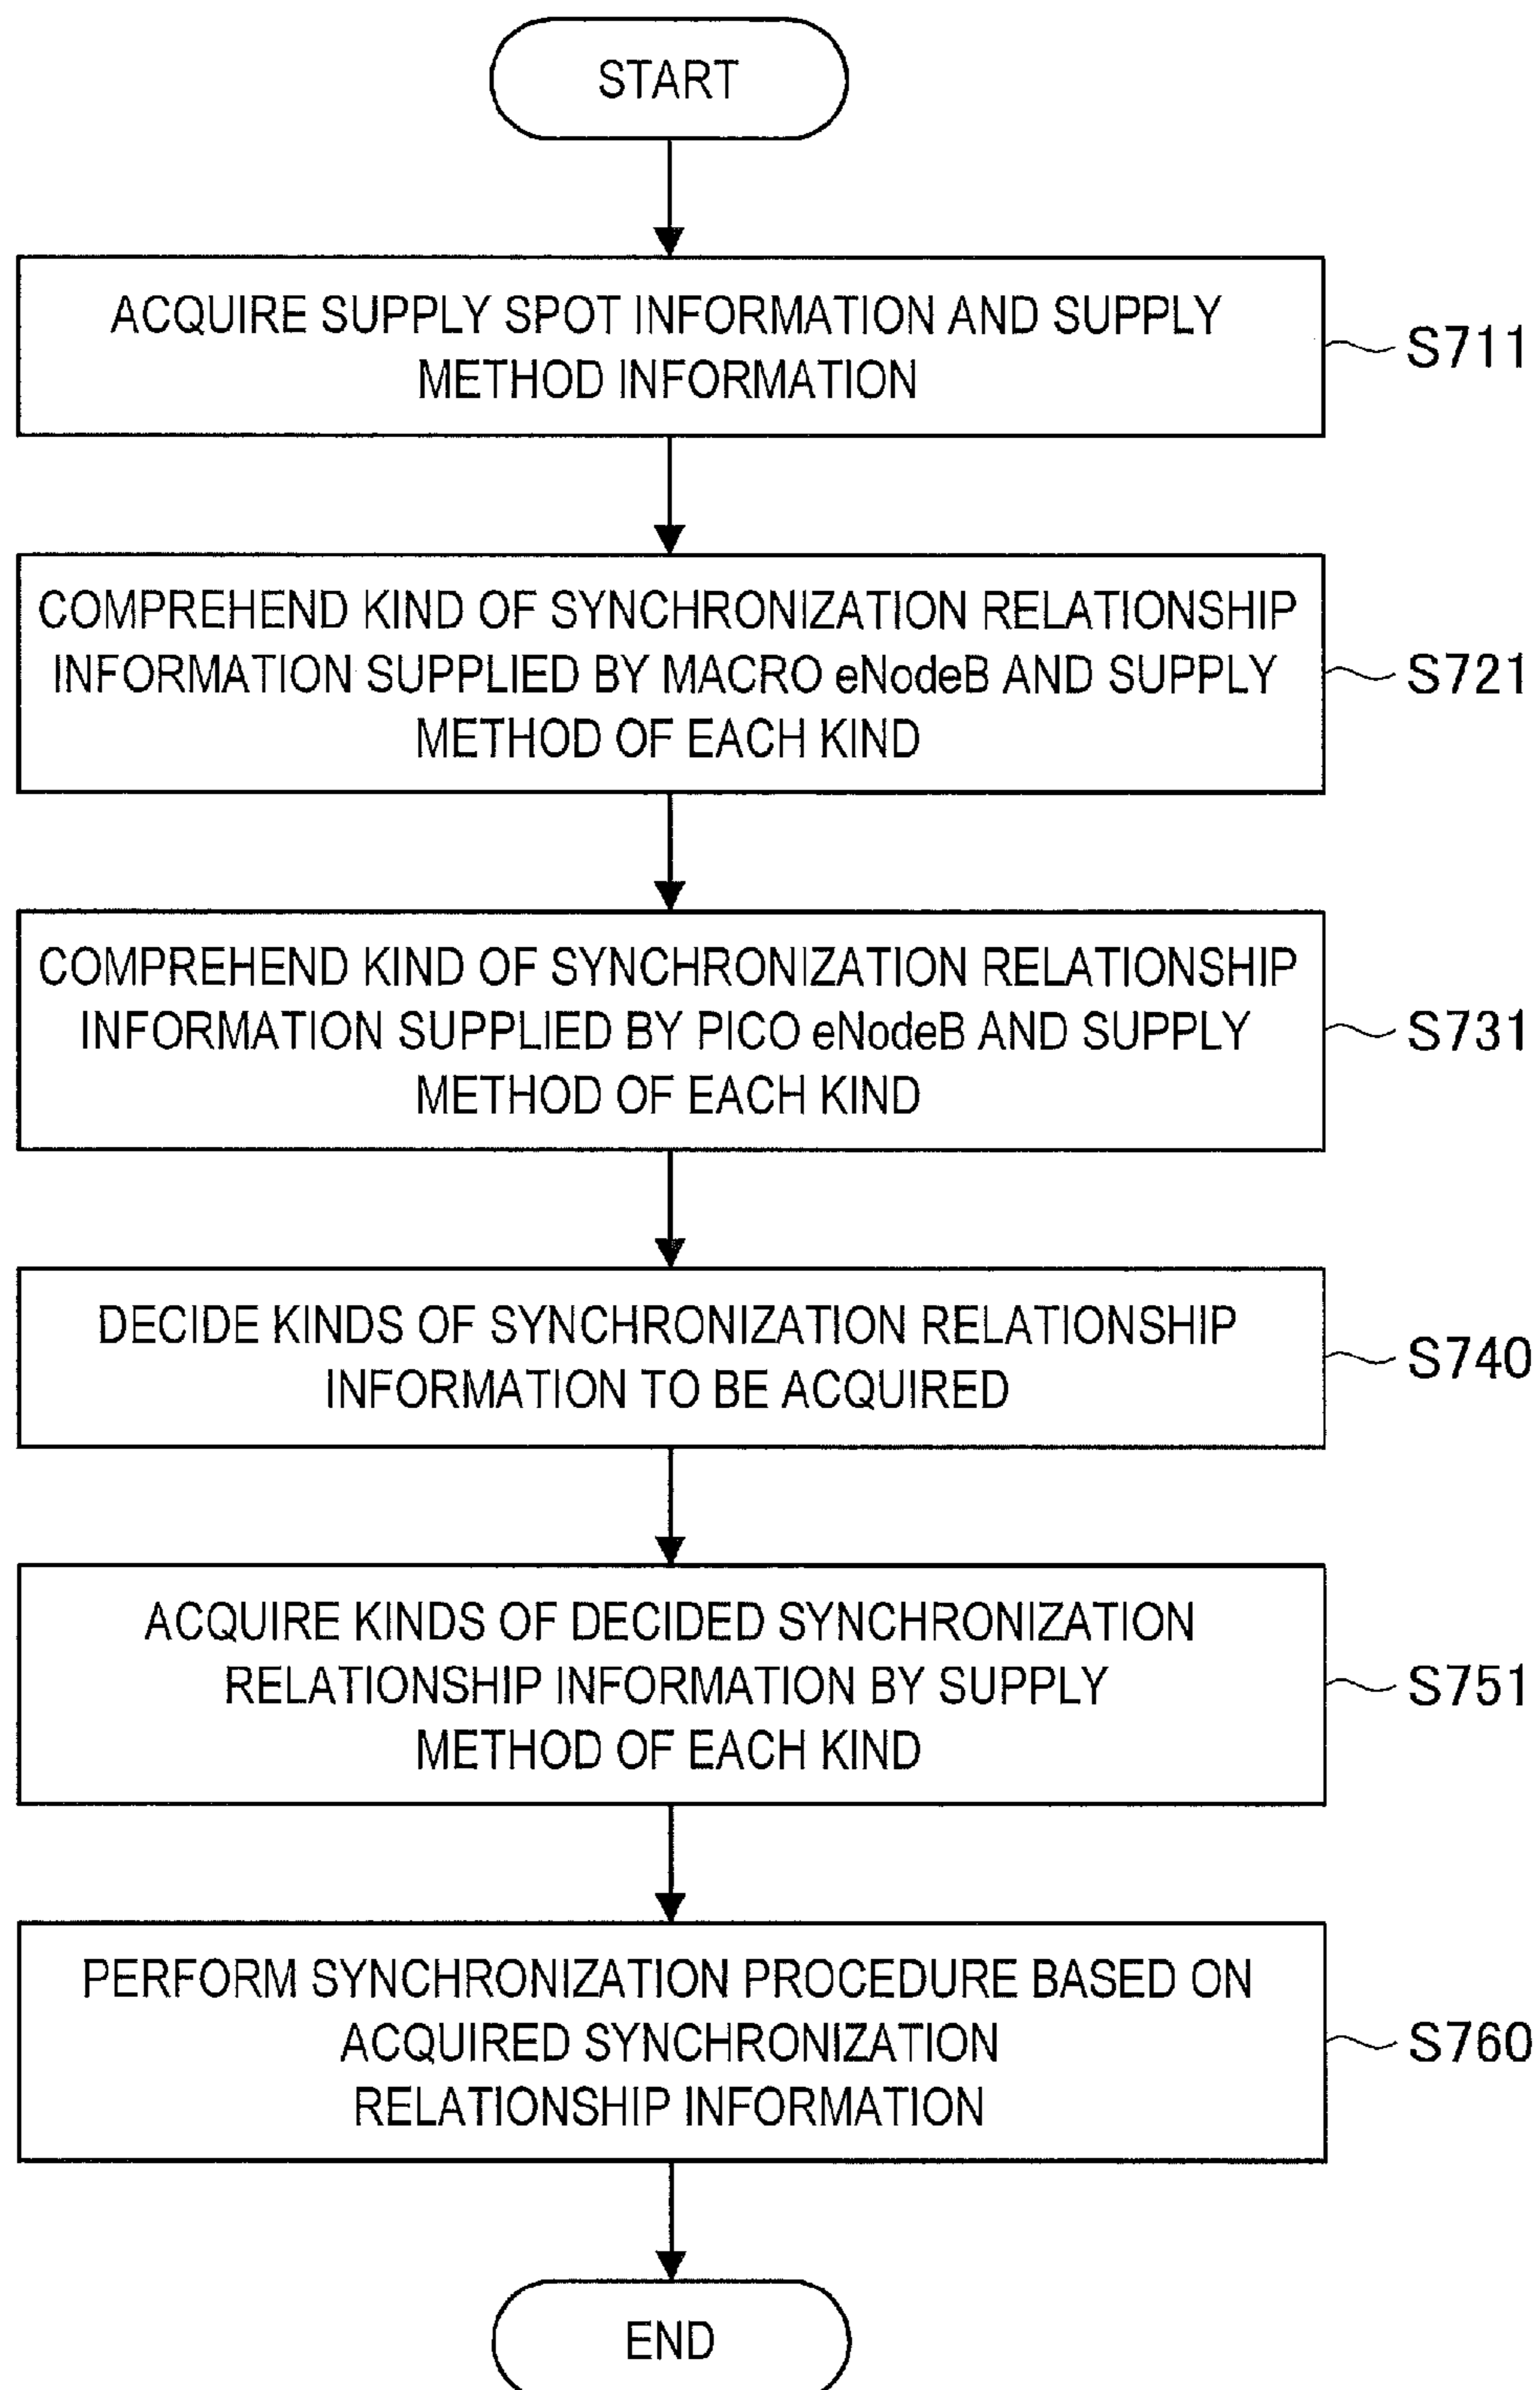 START
ACQUIRE SUPPLY SPOT INFORMATION AND SUPPLY
METHOD INFORMATION
S711
COMPREHEND KIND OF SYNCHRONIZATION RELATIONSHIP
INFORMATION SUPPLIED BY MACRO eNodeB AND SUPPLY
METHOD OF EACH KIND
S721
COMPREHEND KIND OF SYNCHRONIZATION RELATIONSHIP
INFORMATION SUPPLIED BY PICO eNodeB AND SUPPLY
METHOD OF EACH KIND
S731
DECIDE KINDS OF SYNCHRONIZATION RELATIONSHIP
INFORMATION TO BE ACQUIRED
S740
ACQUIRE KINDS OF DECIDED SYNCHRONIZATION
RELATIONSHIP INFORMATION BY SUPPLY
METHOD OF EACH KIND
S751
PERFORM SYNCHRONIZATION PROCEDURE BASED ON
ACQUIRED SYNCHRONIZATION
RELATIONSHIP INFORMATION
S760
END